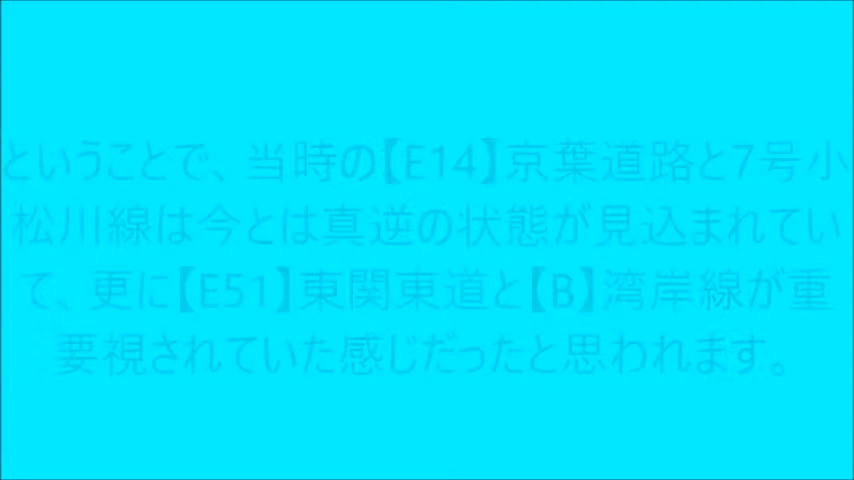 ということで、当時の【E14】京葉道路と7号小
松川線は今とは真逆の状態が見込まれてい
て、更に【E51】東関東道と【B】湾岸線が重
要視されていた感じだったと思われます。